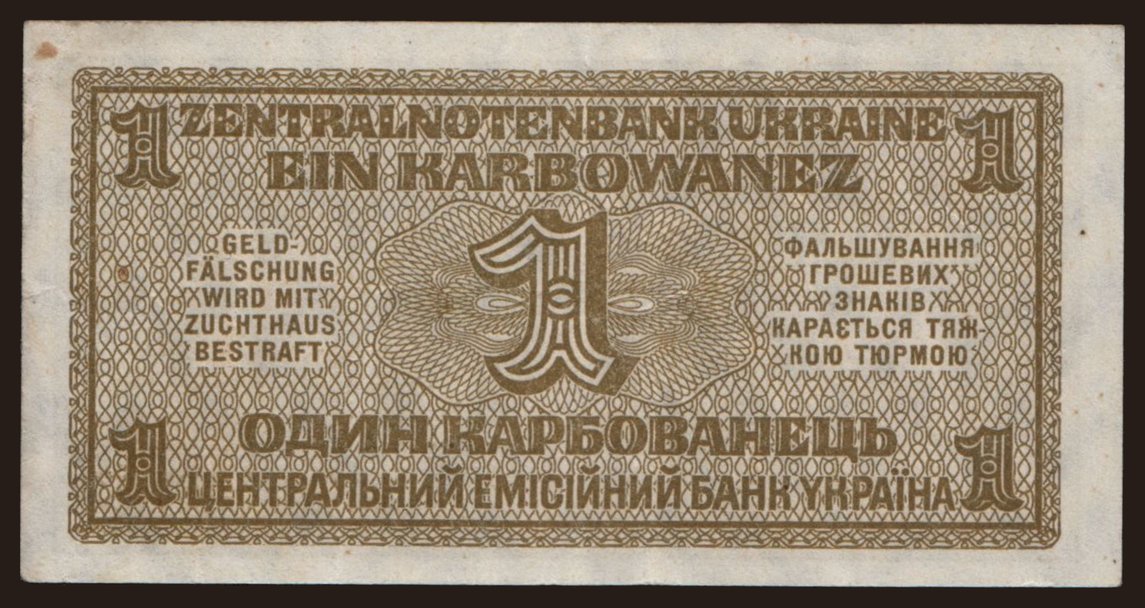 1 ZENTRALNOTENBANK UKRAINE 1
EIN KARBOWANEZ
GELD-
FÄLSCHUNG
WIRD MIT
ZUCHTHAUS
BESTRAFT
1
ФАЛЬШУВАННЯ
ГРОШЕВИХ
ЗНАКІВ
КАРАЄТЬСЯ ТЯЖ-
КОЮ ТЮРМОЮ
ОДИН КАРБОВАНЕЦЬ
1 ЦЕНТРАЛЬНИЙ ЕМІСІЙНИЙ БАНК УКРАЇНА 1